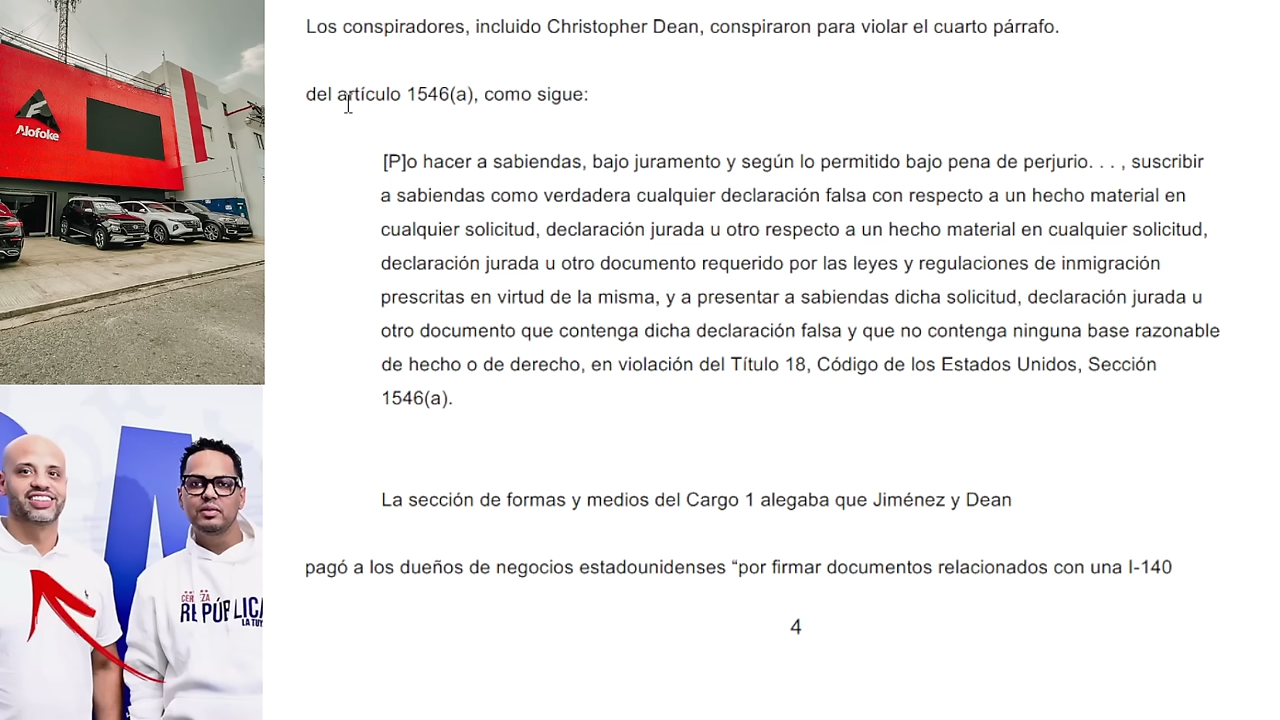 Alofoke
CERVEZA
REPÚBLICA
LA TUYA
Los conspiradores, incluido Christopher Dean, conspiraron para violar el cuarto párrafo.
del artículo 1546(a), como sigue:
[P]o hacer a sabiendas, bajo juramento y según lo permitido bajo pena de perjurio. . . , suscribir
a sabiendas como verdadera cualquier declaración falsa con respecto a un hecho material en
cualquier solicitud, declaración jurada u otro respecto a un hecho material en cualquier solicitud,
declaración jurada u otro documento requerido por las leyes y regulaciones de inmigración
prescritas en virtud de la misma, y a presentar a sabiendas dicha solicitud, declaración jurada u
otro documento que contenga dicha declaración falsa y que no contenga ninguna base razonable
de hecho o de derecho, en violación del Título 18, Código de los Estados Unidos, Sección
1546(a).
La sección de formas y medios del Cargo 1 alegaba que Jiménez y Dean
pagó a los dueños de negocios estadounidenses “por firmar documentos relacionados con una I-140
4